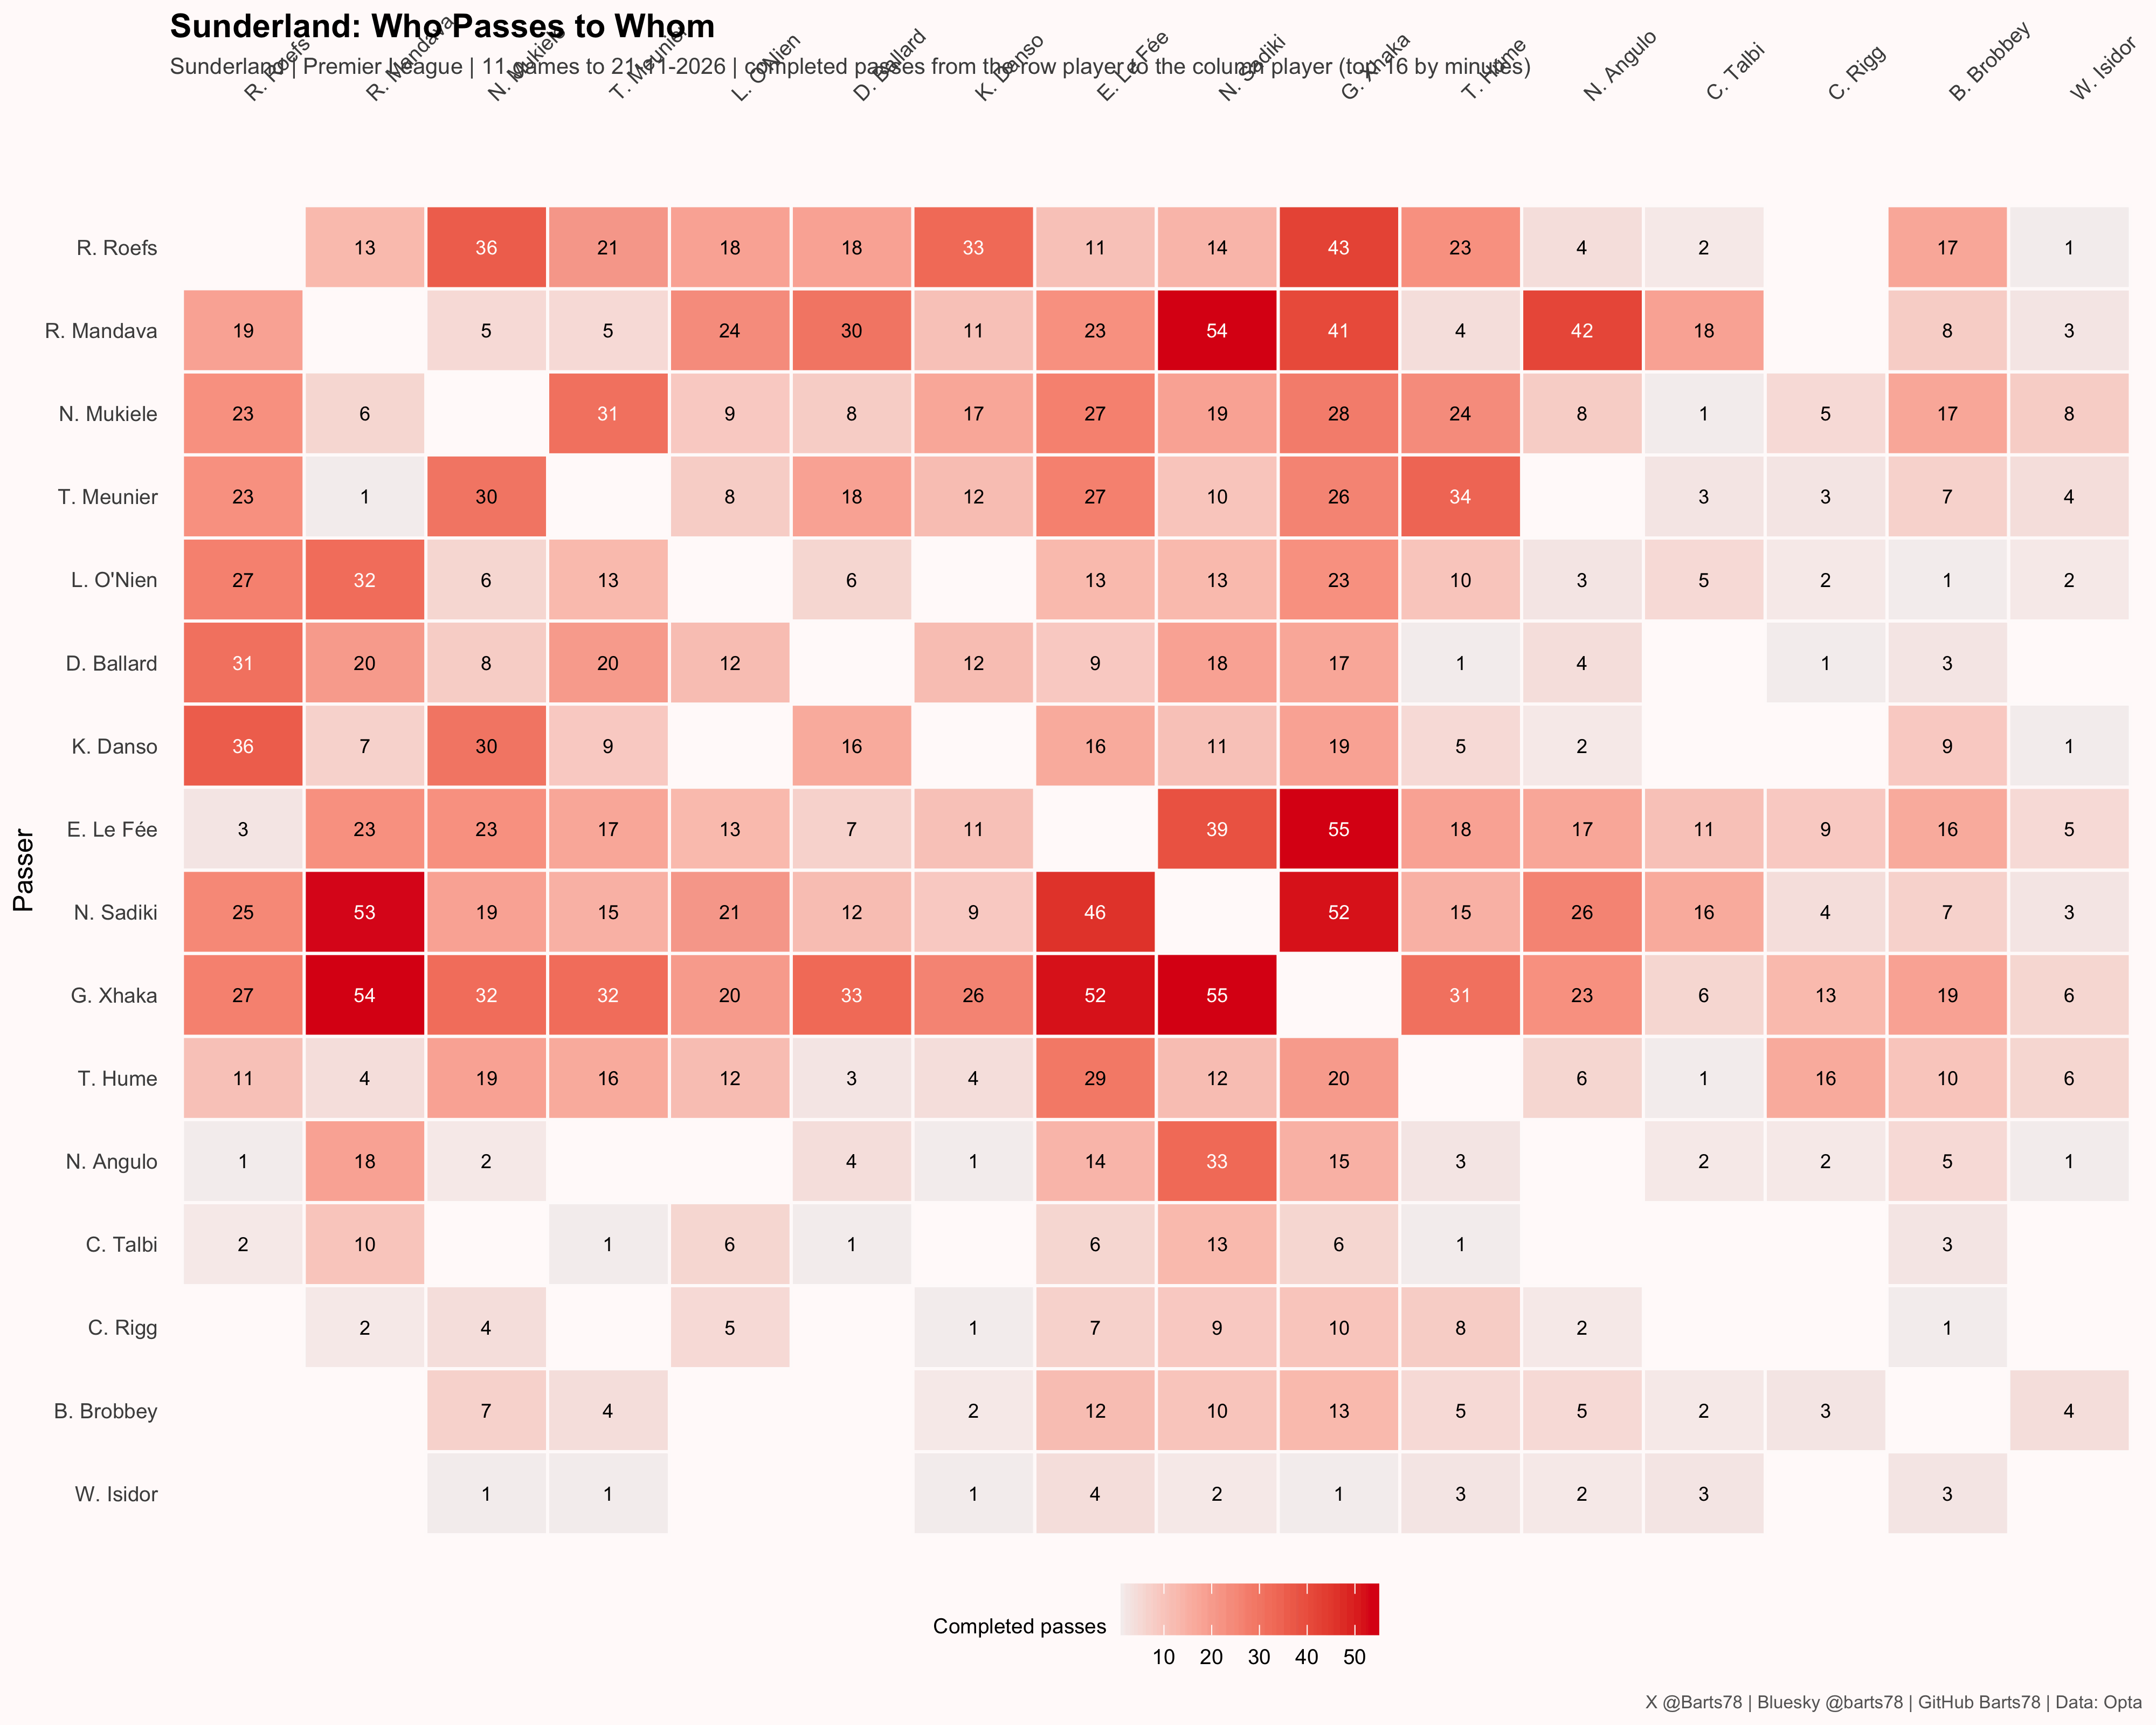 Sunderland: Who Passes to Whom
Sunderland | Premier League | 11 games to 21-11-2026 | completed passes from the row player to the column player (top 16 by minutes)
R. Roefs R. Mandava N. Mukiele T. Meunier L. O'Nien D. Ballard K. Danso E. Le Fée N. Sadiki G. Xhaka T. Hume N. Angulo C. Talbi C. Rigg B. Brobbey W. Isidor
R. Roefs 13 36 21 18 18 33 11 14 43 23 4 2 17 1
R. Mandava 19 5 5 24 30 11 23 54 41 4 42 18 8 3
N. Mukiele 23 6 31 9 8 17 27 19 28 24 8 1 5 17 8
T. Meunier 23 1 30 8 18 12 27 10 26 34 3 3 7 4
L. O'Nien 27 32 6 13 6 13 13 23 10 3 5 2 1 2
D. Ballard 31 20 8 20 12 12 9 18 17 1 4 1 3
K. Danso 36 7 30 9 16 16 11 19 5 2 9 1
E. Le Fée 3 23 23 17 13 7 11 39 55 18 17 11 9 16 5
N. Sadiki 25 53 19 15 21 12 9 46 52 15 26 16 4 7 3
G. Xhaka 27 54 32 32 20 33 26 52 55 31 23 6 13 19 6
T. Hume 11 4 19 16 12 3 4 29 12 20 6 1 16 10 6
N. Angulo 1 18 2 4 1 14 33 15 3 2 2 5 1
C. Talbi 2 10 1 6 1 6 13 6 1 3
C. Rigg 2 4 5 1 7 9 10 8 2 1
B. Brobbey 7 4 2 12 10 13 5 5 2 3 4
W. Isidor 1 1 1 4 2 1 3 2 3 3
Passer
Completed passes
10 20 30 40 50
X @Barts78 | Bluesky @barts78 | GitHub Barts78 | Data: Opta